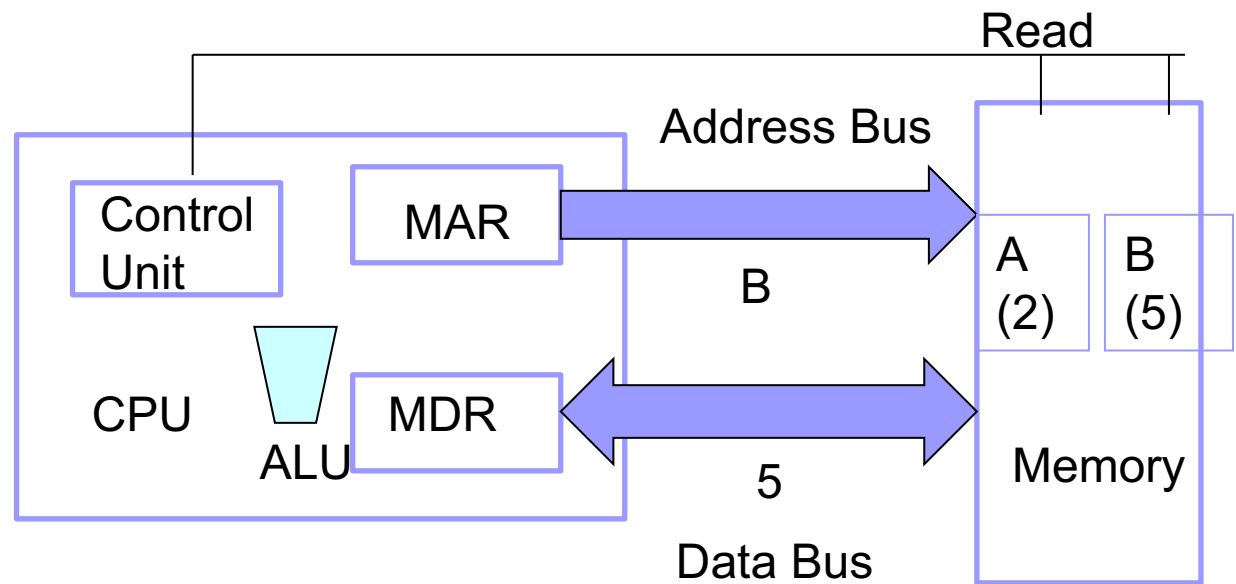 Read
Address Bus
Control
Unit
MAR
B
A
(2)
B
(5)
CPU
ALU
MDR
5
Memory
Data Bus